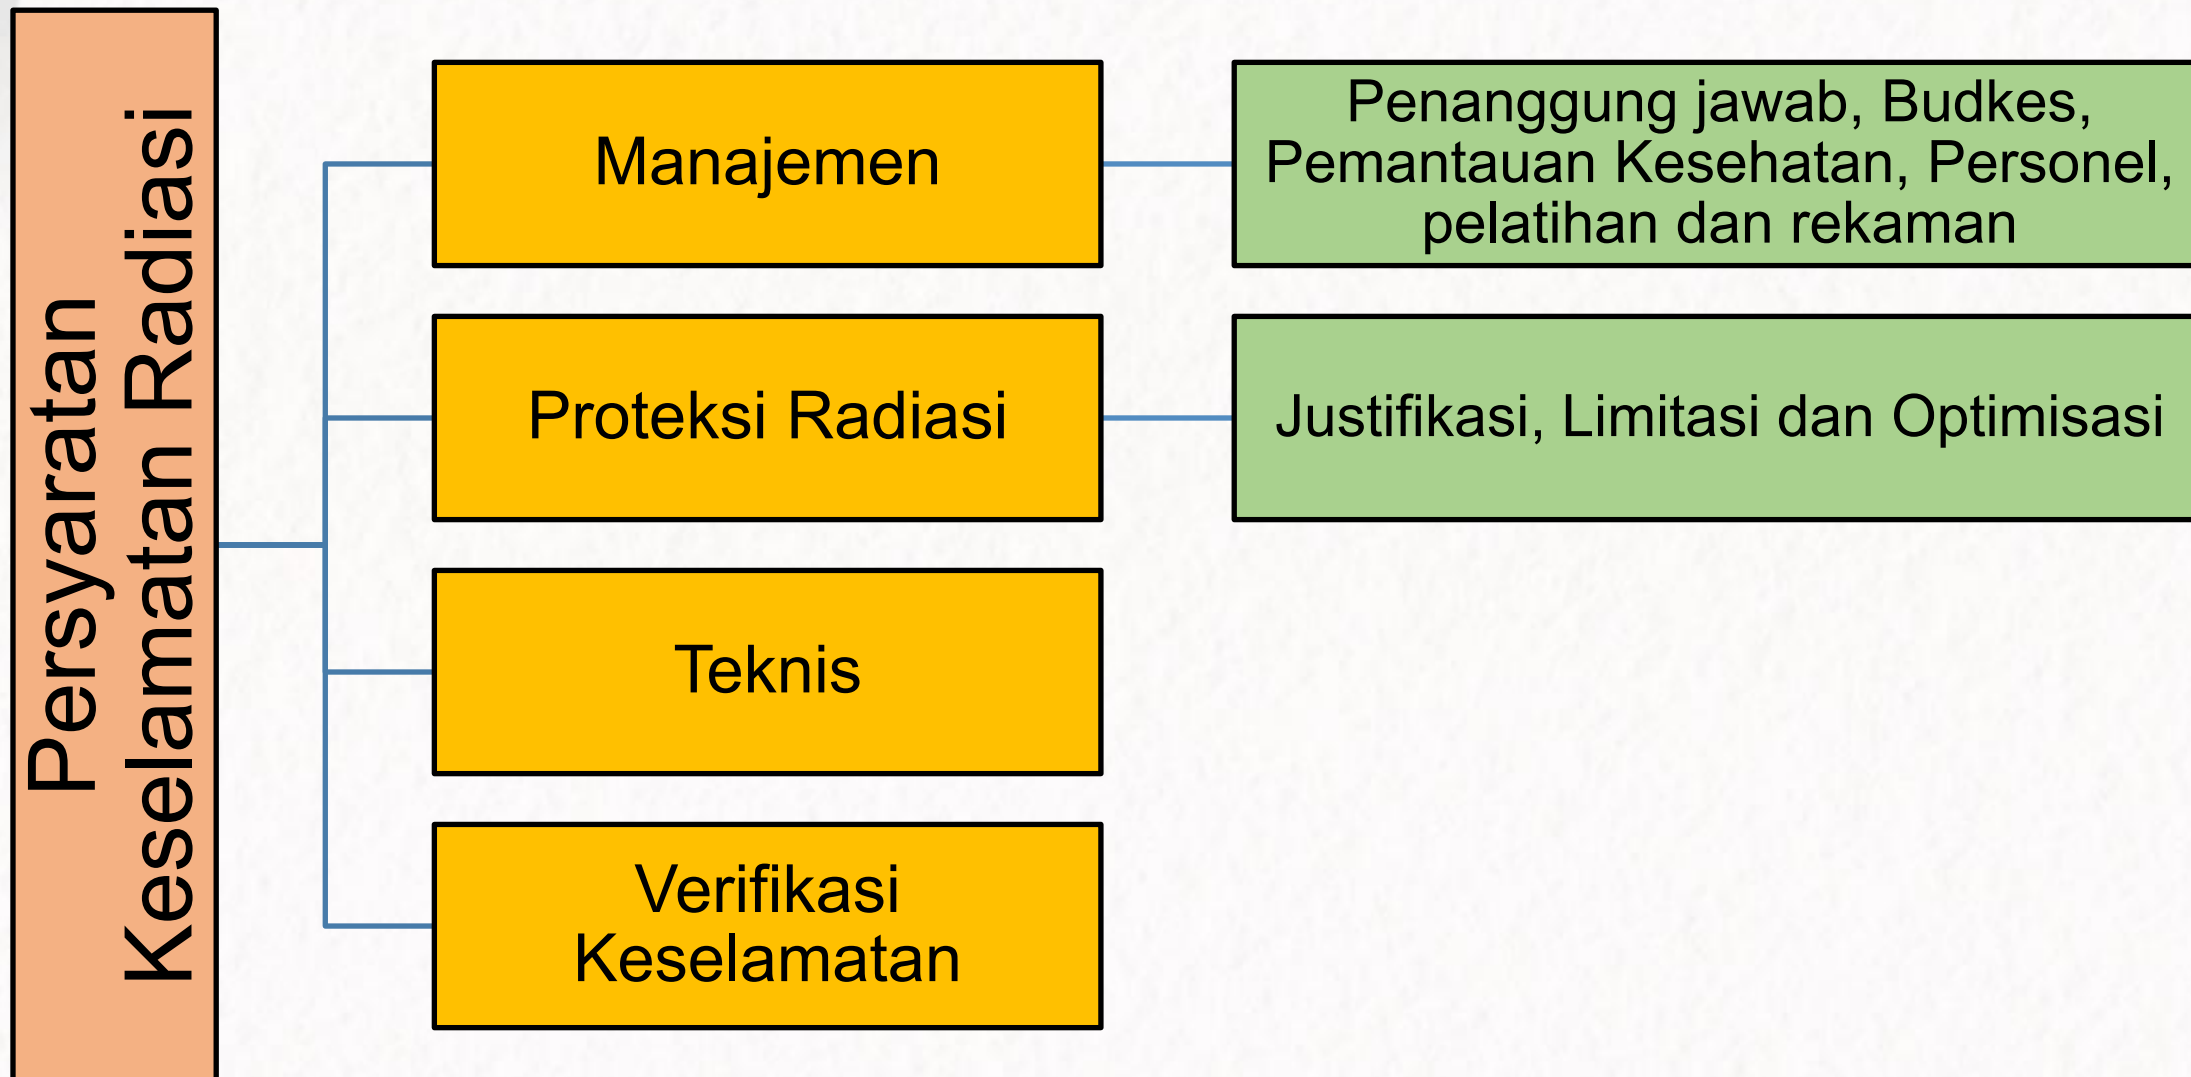 Persyaratan
Keselamatan Radiasi
Manajemen
Penanggung jawab, Budkes,
Pemantauan Kesehatan, Personel,
pelatihan dan rekaman
Proteksi Radiasi
Justifikasi, Limitasi dan Optimisasi
Teknis
Verifikasi
Keselamatan